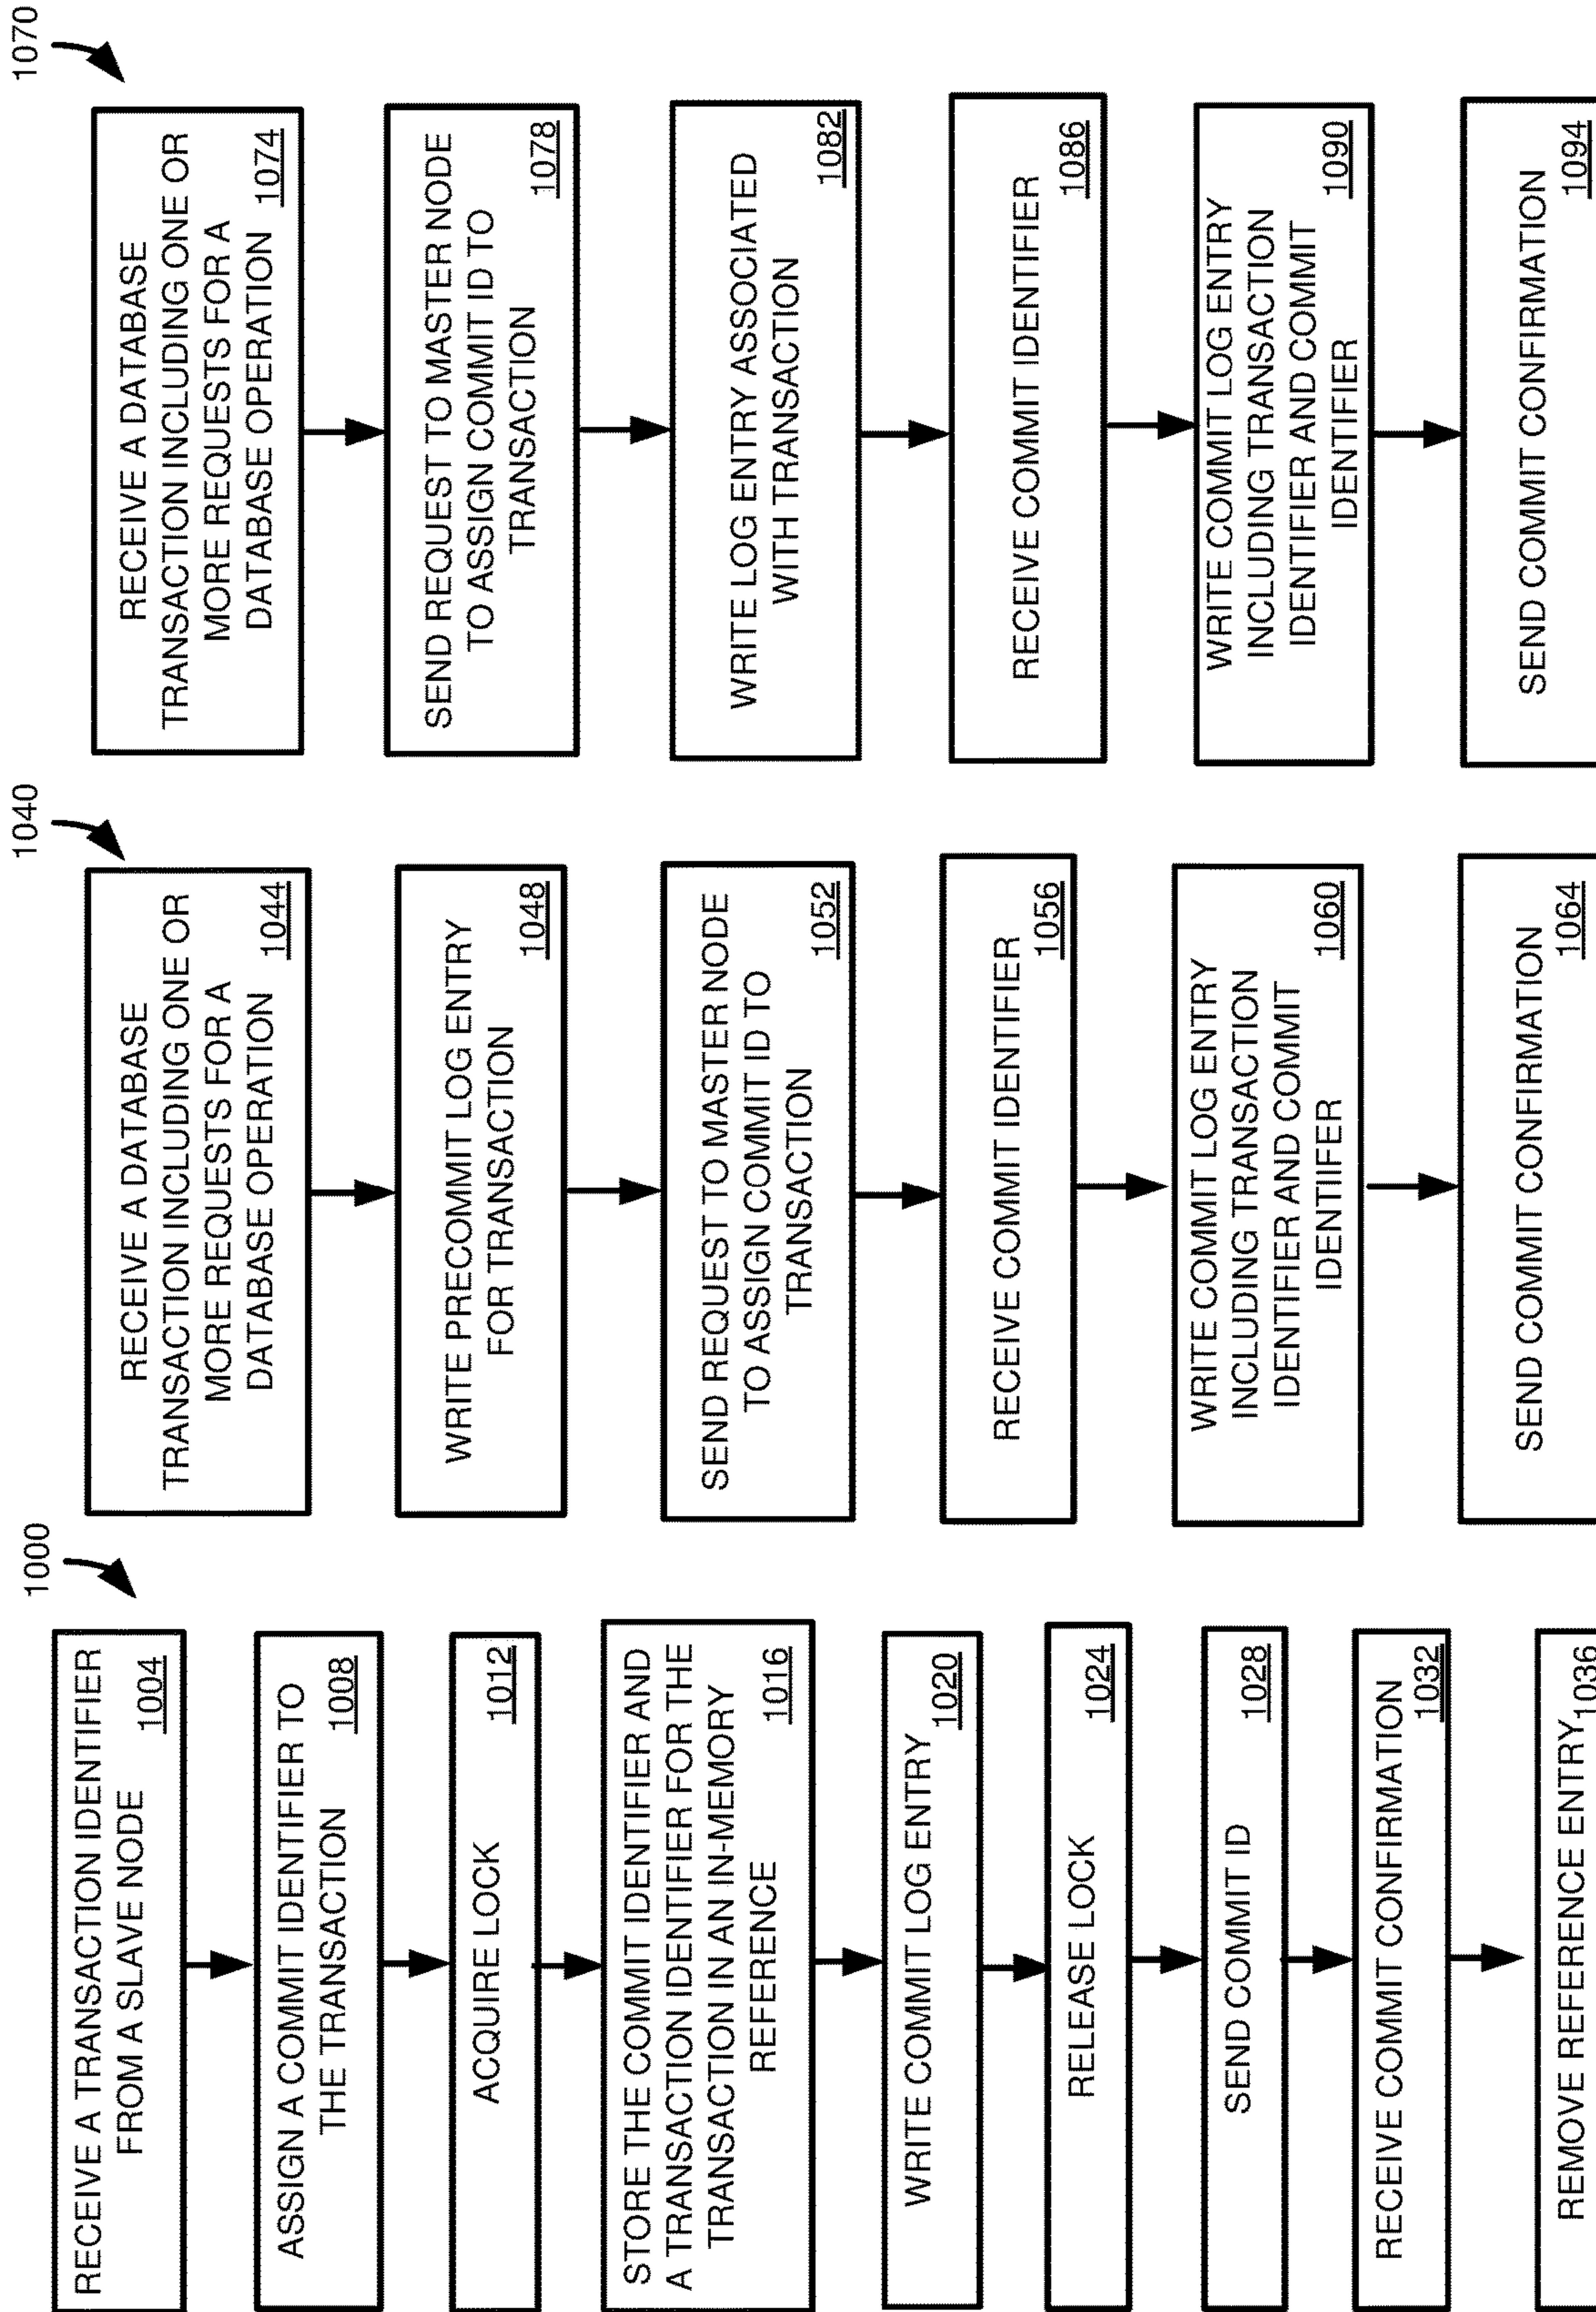 1000
RECEIVE A TRANSACTION IDENTIFIER
FROM A SLAVE NODE
1004
ASSIGN A COMMIT IDENTIFIER TO
THE TRANSACTION
1008
ACQUIRE LOCK
1012
STORE THE COMMIT IDENTIFIER AND
A TRANSACTION IDENTIFIER FOR THE
TRANSACTION IN AN IN-MEMORY
REFERENCE
1016
WRITE COMMIT LOG ENTRY
1020
RELEASE LOCK
1024
SEND COMMIT ID
1028
RECEIVE COMMIT CONFIRMATION
1032
REMOVE REFERENCE ENTRY
1036
1040
RECEIVE A DATABASE
TRANSACTION INCLUDING ONE OR
MORE REQUESTS FOR A
DATABASE OPERATION
1044
WRITE PRECOMMIT LOG ENTRY
FOR TRANSACTION
1048
SEND REQUEST TO MASTER NODE
TO ASSIGN COMMIT ID TO
TRANSACTION
1052
RECEIVE COMMIT IDENTIFIER
1056
WRITE COMMIT LOG ENTRY
INCLUDING TRANSACTION
IDENTIFIER AND COMMIT
IDENTIIFER
1060
SEND COMMIT CONFIRMATION
1064
1070
RECEIVE A DATABASE
TRANSACTION INCLUDING ONE OR
MORE REQUESTS FOR A
DATABASE OPERATION
1074
SEND REQUEST TO MASTER NODE
TO ASSIGN COMMIT ID TO
TRANSACTION
1078
WRITE LOG ENTRY ASSOCIATED
WITH TRANSACTION
1082
RECEIVE COMMIT IDENTIFIER
1086
WRITE COMMIT LOG ENTRY
INCLUDING TRANSACTION
IDENTIFIER AND COMMIT
IDENTIFIER
1090
SEND COMMIT CONFIRMATION
1094